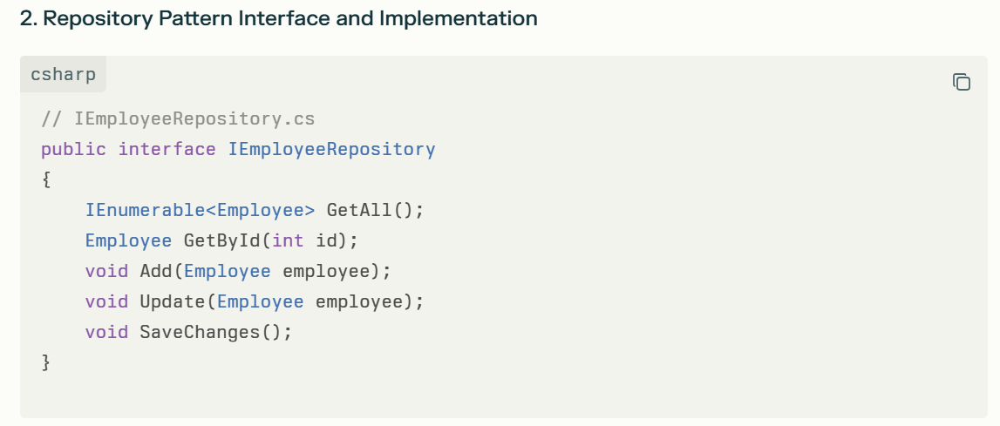 2. Repository Pattern Interface and Implementation
csharp
// IEmployeeRepository.cs
public interface IEmployeeRepository
{
    IEnumerable<Employee> GetAll();
    Employee GetById(int id);
    void Add(Employee employee);
    void Update(Employee employee);
    void SaveChanges();
}